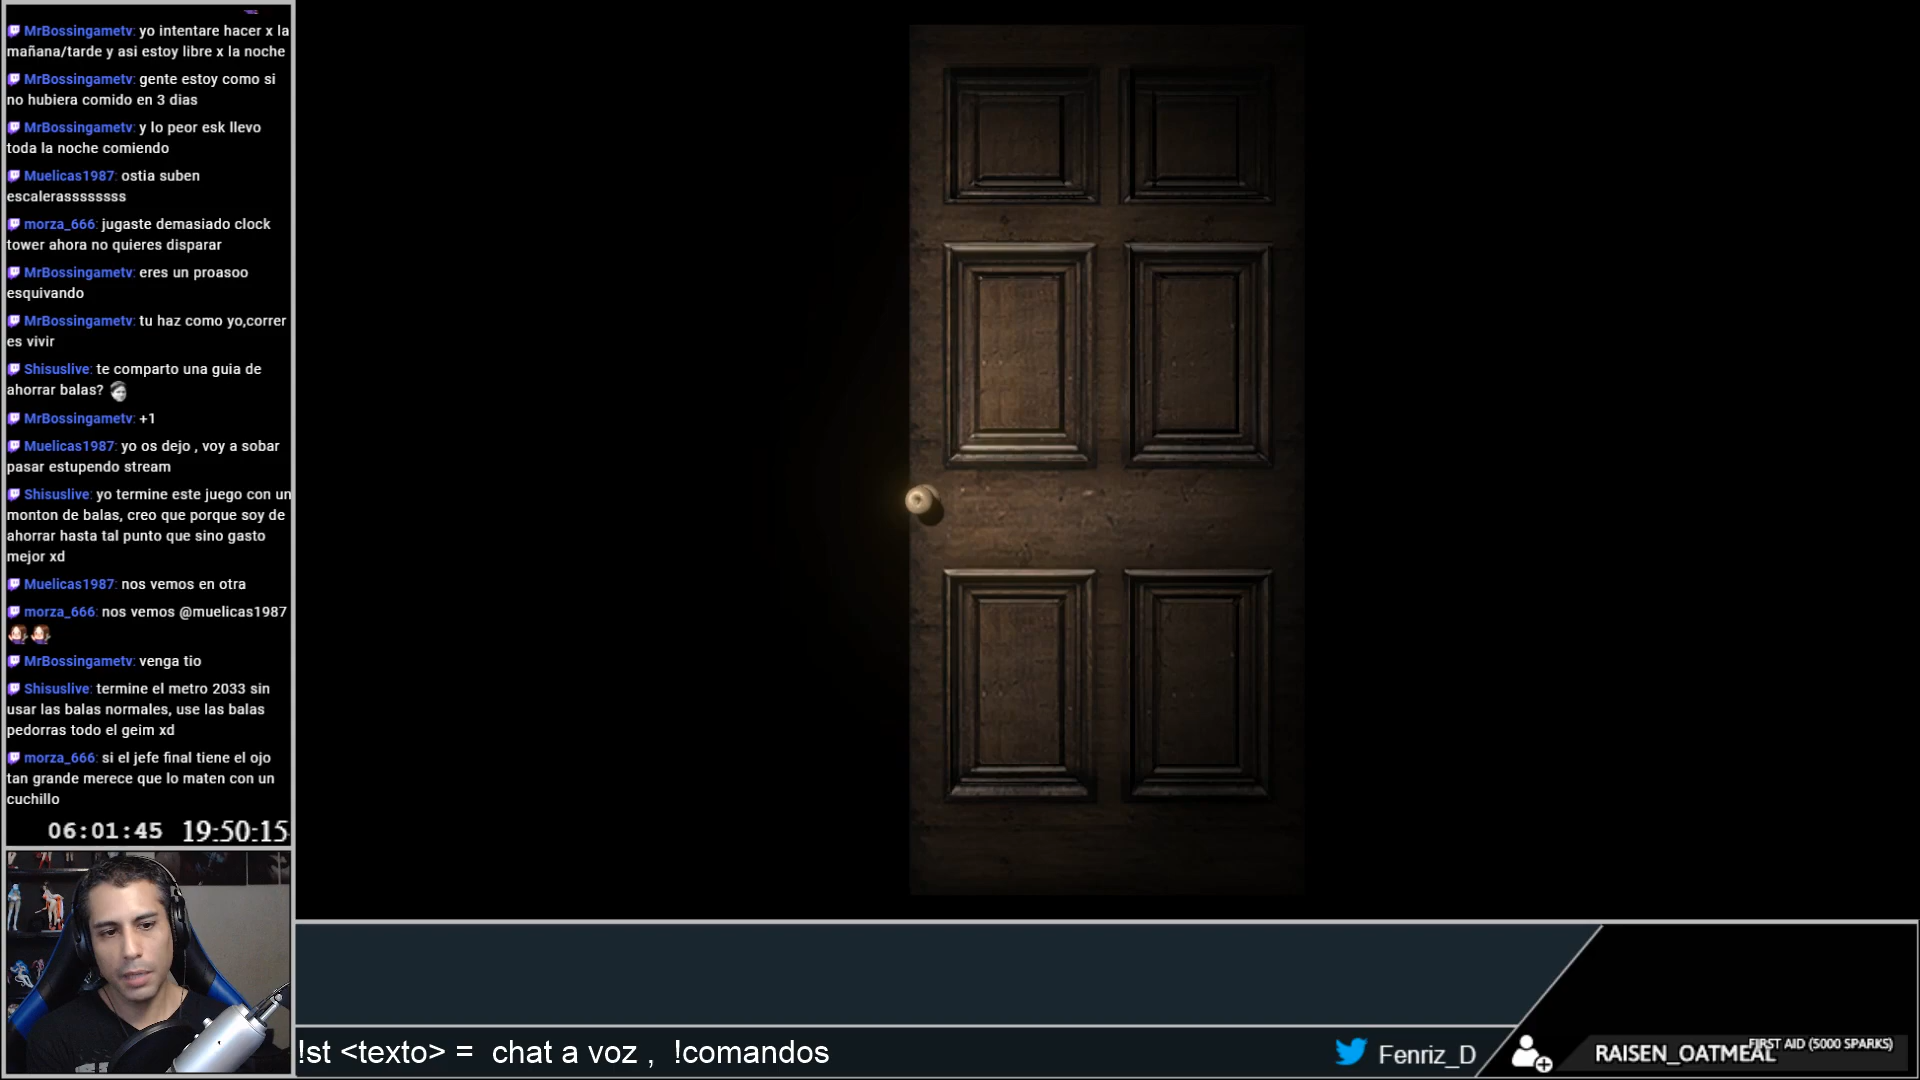 MrBossingametv: yo intentare hacer x la
mañana/tarde y asi estoy libre x la noche
MrBossingametv: gente estoy como si
no hubiera comido en 3 dias
MrBossingametv: y lo peor esk llevo
toda la noche comiendo
Muelicas1987: ostia suben
escalerassssssss
morza_666: jugaste demasiado clock
tower ahora no quieres disparar
MrBossingametv: eres un proasoo
esquivando
MrBossingametv: tu haz como yo,correr
es vivir
Shisuslive: te comparto una guia de
ahorrar balas?
MrBossingametv: +1
Muelicas1987: yo os dejo , voy a sobar
pasar estupendo stream
Shisuslive: yo termine este juego con un
monton de balas, creo que porque soy de
ahorrar hasta tal punto que sino gasto
mejor xd
Muelicas1987: nos vemos en otra
morza_666: nos vemos @muelicas1987
MrBossingametv: venga tio
Shisuslive: termine el metro 2033 sin
usar las balas normales, use las balas
pedorras todo el geim xd
morza_666: si el jefe final tiene el ojo
tan grande merece que lo maten con un
cuchillo
06:01:45 19:50:15
!st <texto> = chat a voz , !comandos
Fenriz_D
RAISEN_OATMEAL
FIRST AID (5000 SPARKS)